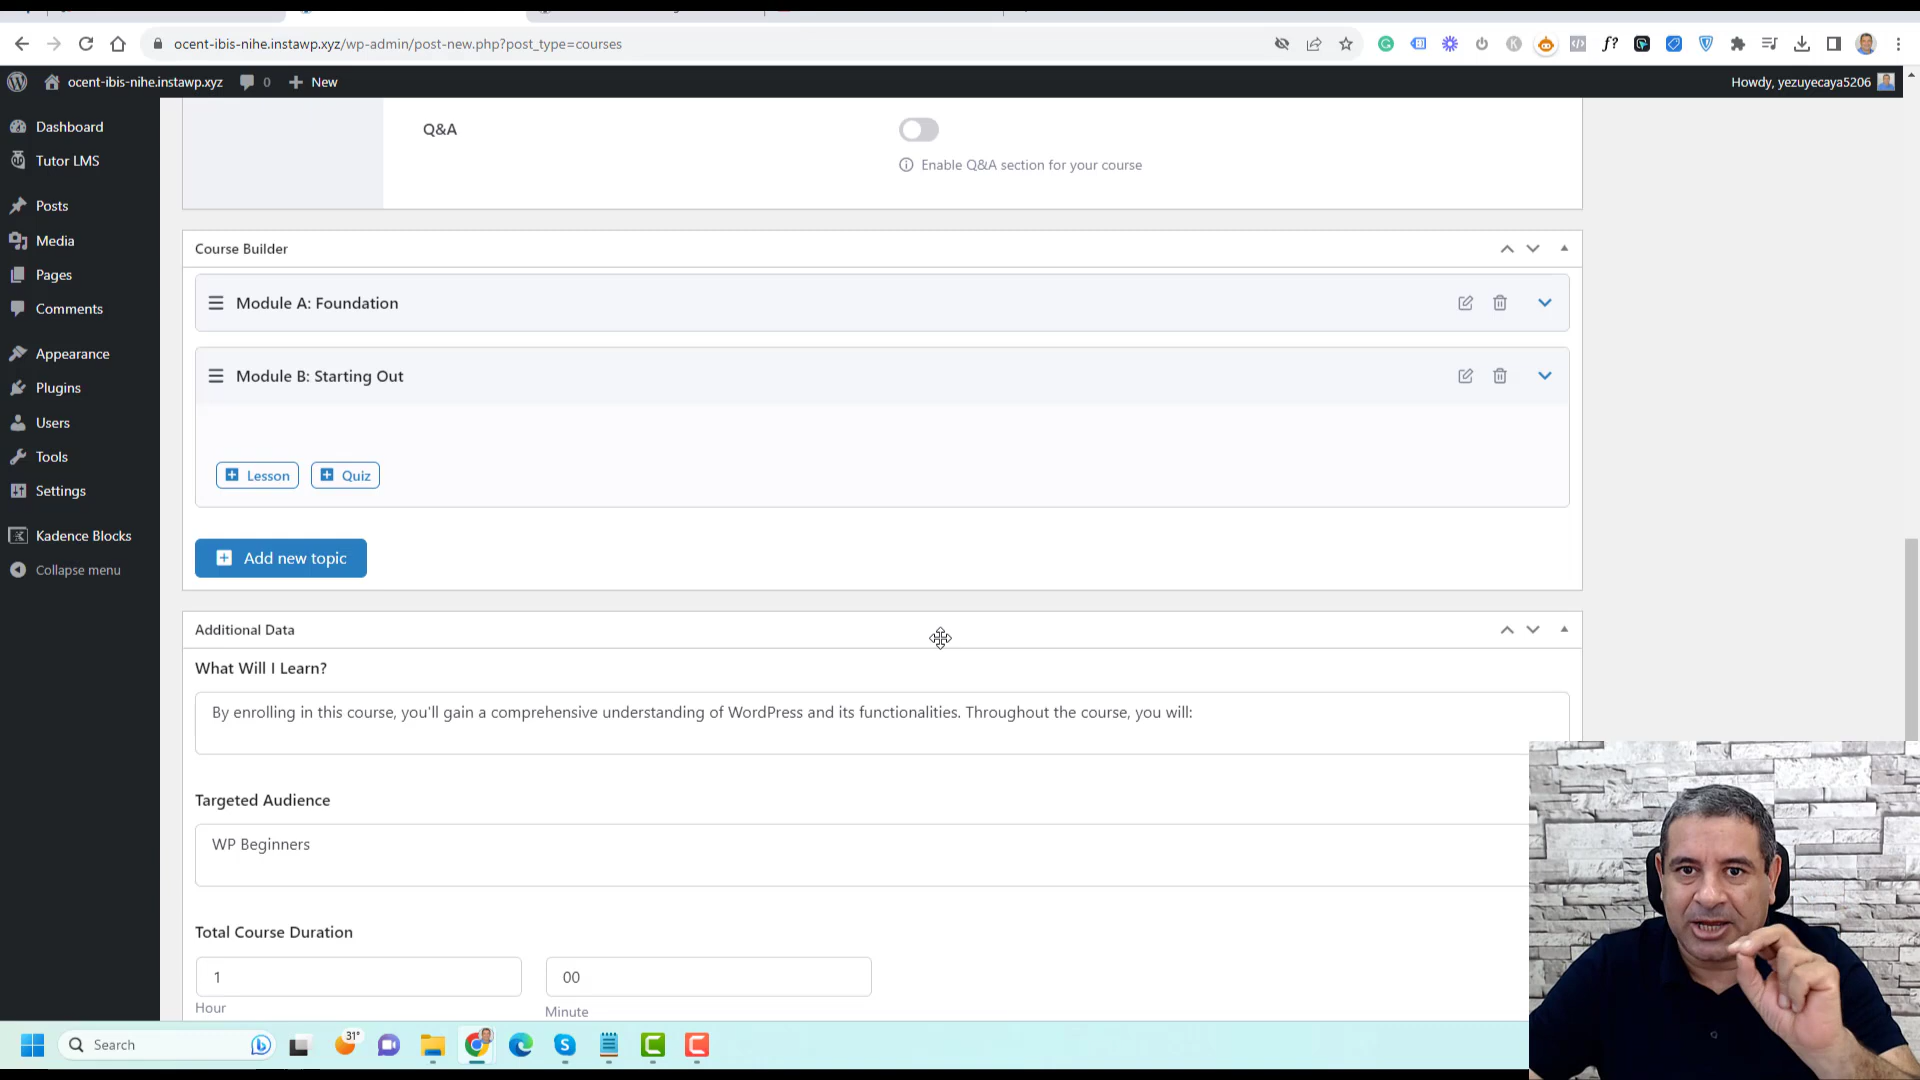 ocent-ibis-nihe.instawp.xyz/wp-admin/post-new.php?post_type=courses
f?
ocent-ibis-nihe.instawp.xyz
0
New
Howdy, yezuyecaya5206
Dashboard
Tutor LMS
Posts
Media
Pages
Comments
Appearance
Plugins
Users
Tools
Settings
Kadence Blocks
Collapse menu
Q&A
Enable Q&A section for your course
Course Builder
Module A: Foundation
Module B: Starting Out
Lesson
Quiz
Add new topic
Additional Data
What Will I Learn?
By enrolling in this course, you'll gain a comprehensive understanding of WordPress and its functionalities. Throughout the course, you will:
Targeted Audience
WP Beginners
Total Course Duration
1
00
Hour
Minute
Search
31°